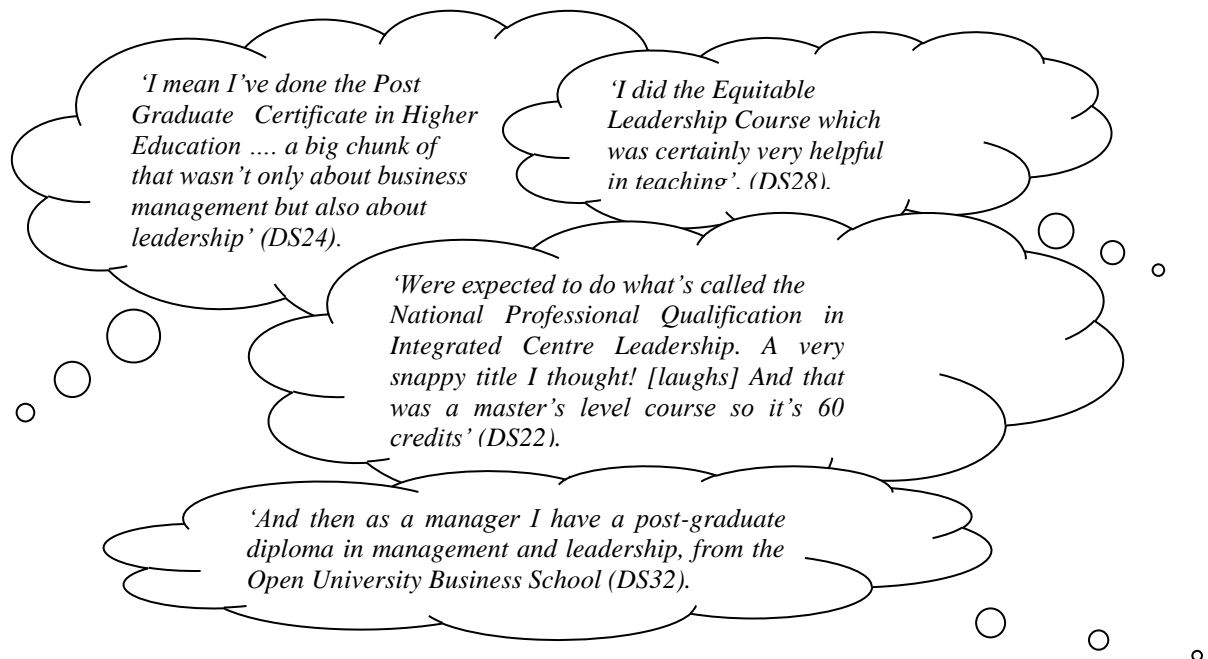 ‘I mean I’ve done the Post
Graduate Certificate in Higher
Education .... a big chunk of
that wasn’t only about business
management but also about
leadership’ (DS24).
‘I did the Equitable
Leadership Course which
was certainly very helpful
in teaching’. (DS28).
‘Were expected to do what’s called the
National Professional Qualification in
Integrated Centre Leadership. A very
snappy title I thought! [laughs] And that
was a master’s level course so it’s 60
credits’ (DS22).
‘And then as a manager I have a post-graduate
diploma in management and leadership, from the
Open University Business School (DS32).